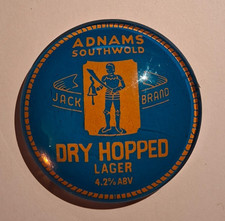 ADNAMS
SOUTHWOLD
JACK BRAND
DRY HOPPED
LAGER
4.2% ABV